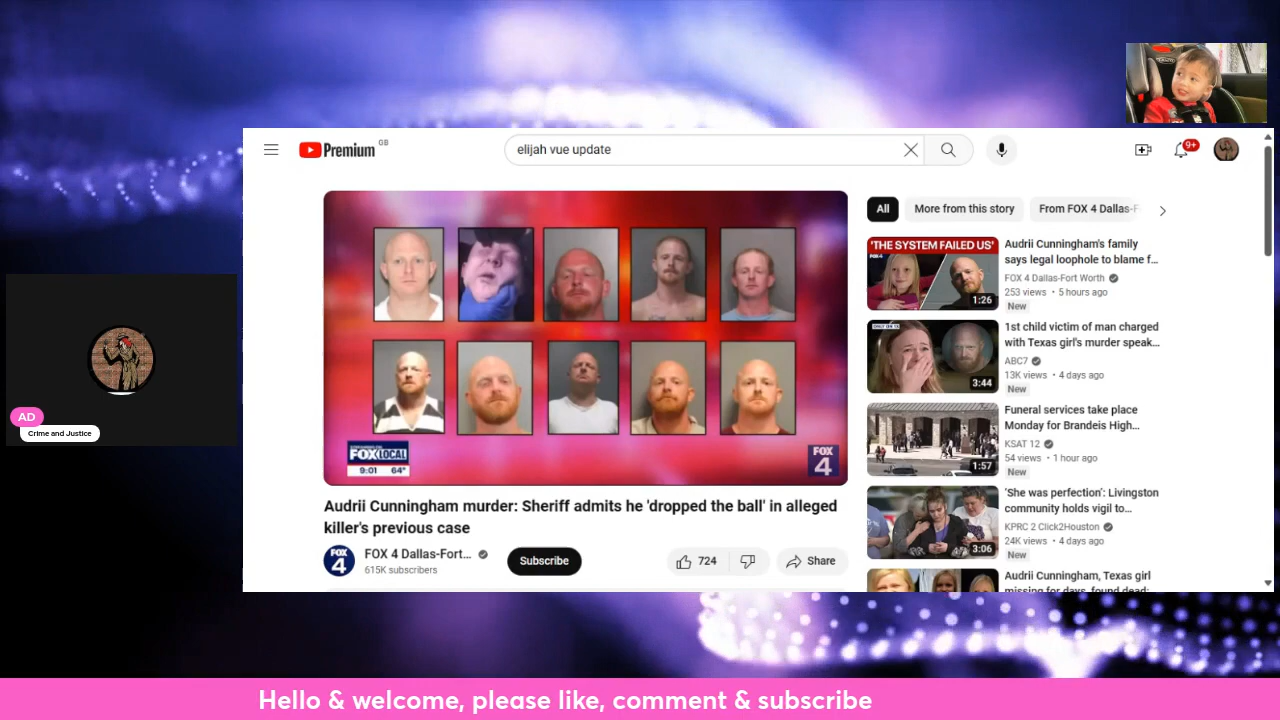 Premium GB
elijah vue update
9+
FOX LOCAL
9:01 64°
FOX
4
Audrii Cunningham murder: Sheriff admits he 'dropped the ball' in alleged
killer's previous case
FOX
4
FOX 4 Dallas-Fort...
615K subscribers
Subscribe
724
Share
All
More from this story
From FOX 4 Dallas-F
'THE SYSTEM FAILED US'
FOX 4
1:26
Audrii Cunningham's family
says legal loophole to blame f...
FOX 4 Dallas-Fort Worth
253 views • 5 hours ago
New
3:44
1st child victim of man charged
with Texas girl's murder speak...
ABC7
13K views • 4 days ago
New
1:57
Funeral services take place
Monday for Brandeis High...
KSAT 12
54 views • 1 hour ago
New
3:06
'She was perfection': Livingston
community holds vigil to...
KPRC 2 Click2Houston
24K views • 4 days ago
New
Audrii Cunningham, Texas girl
missing for days, found dead:
AD
Crime and Justice
Hello & welcome, please like, comment & subscribe